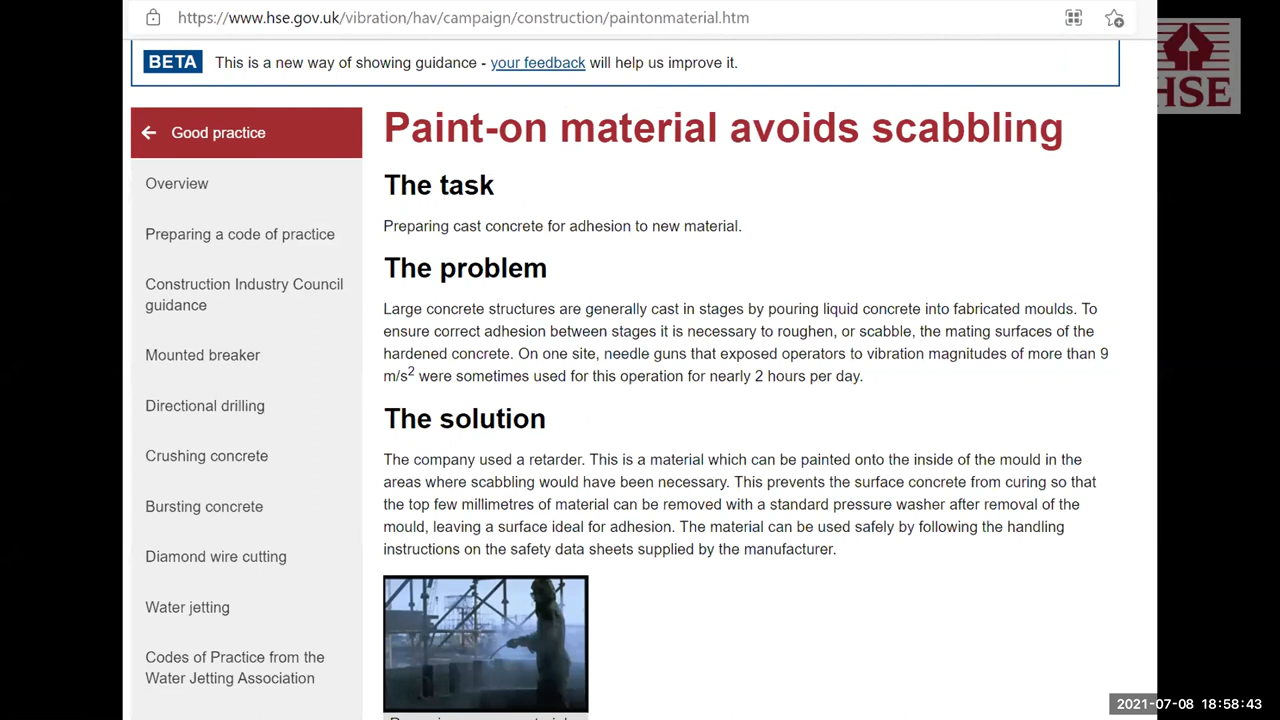 https://www.hse.gov.uk/vibration/hav/campaign/construction/paintonmaterial.htm
BETA This is a new way of showing guidance - your feedback will help us improve it.
HSE
Good practice
Overview
Preparing a code of practice
Construction Industry Council
guidance
Mounted breaker
Directional drilling
Crushing concrete
Bursting concrete
Diamond wire cutting
Water jetting
Codes of Practice from the
Water Jetting Association
Paint-on material avoids scabbling
The task
Preparing cast concrete for adhesion to new material.
The problem
Large concrete structures are generally cast in stages by pouring liquid concrete into fabricated moulds. To
ensure correct adhesion between stages it is necessary to roughen, or scabble, the mating surfaces of the
hardened concrete. On one site, needle guns that exposed operators to vibration magnitudes of more than 9
m/s² were sometimes used for this operation for nearly 2 hours per day.
The solution
The company used a retarder. This is a material which can be painted onto the inside of the mould in the
areas where scabbling would have been necessary. This prevents the surface concrete from curing so that
the top few millimetres of material can be removed with a standard pressure washer after removal of the
mould, leaving a surface ideal for adhesion. The material can be used safely by following the handling
instructions on the safety data sheets supplied by the manufacturer.
2021-07-08 18:58:43